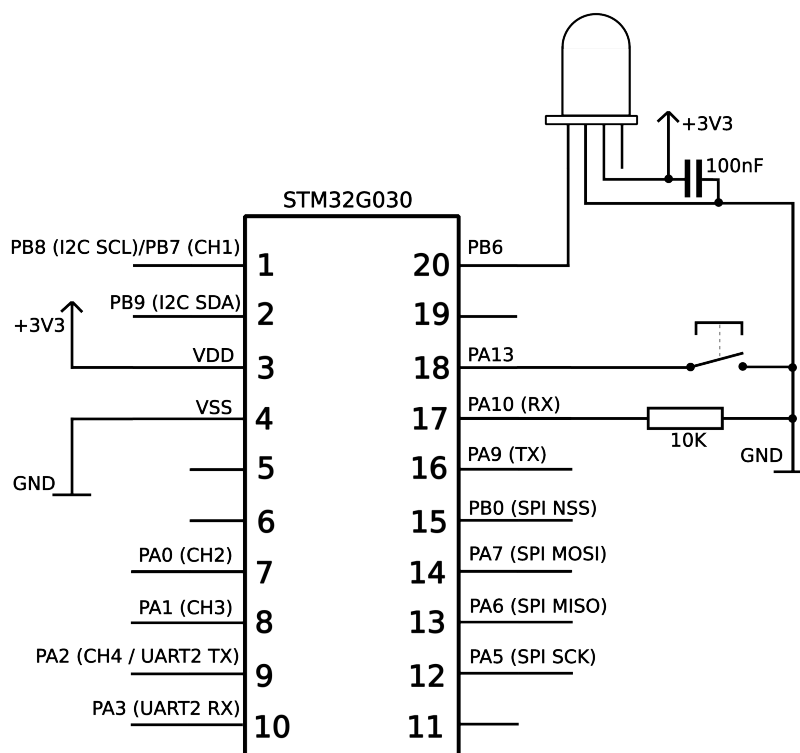 +3V3
100nF
STM32G030
PB8 (I2C SCL)/PB7 (CH1)
1
20
PB6
PB9 (I2C SDA)
2
19
+3V3
VDD
3
18
PA13
VSS
4
17
PA10 (RX)
10K
GND
5
16
PA9 (TX)
GND
6
15
PB0 (SPI NSS)
PA0 (CH2)
7
14
PA7 (SPI MOSI)
PA1 (CH3)
8
13
PA6 (SPI MISO)
PA2 (CH4 / UART2 TX)
9
12
PA5 (SPI SCK)
PA3 (UART2 RX)
10
11